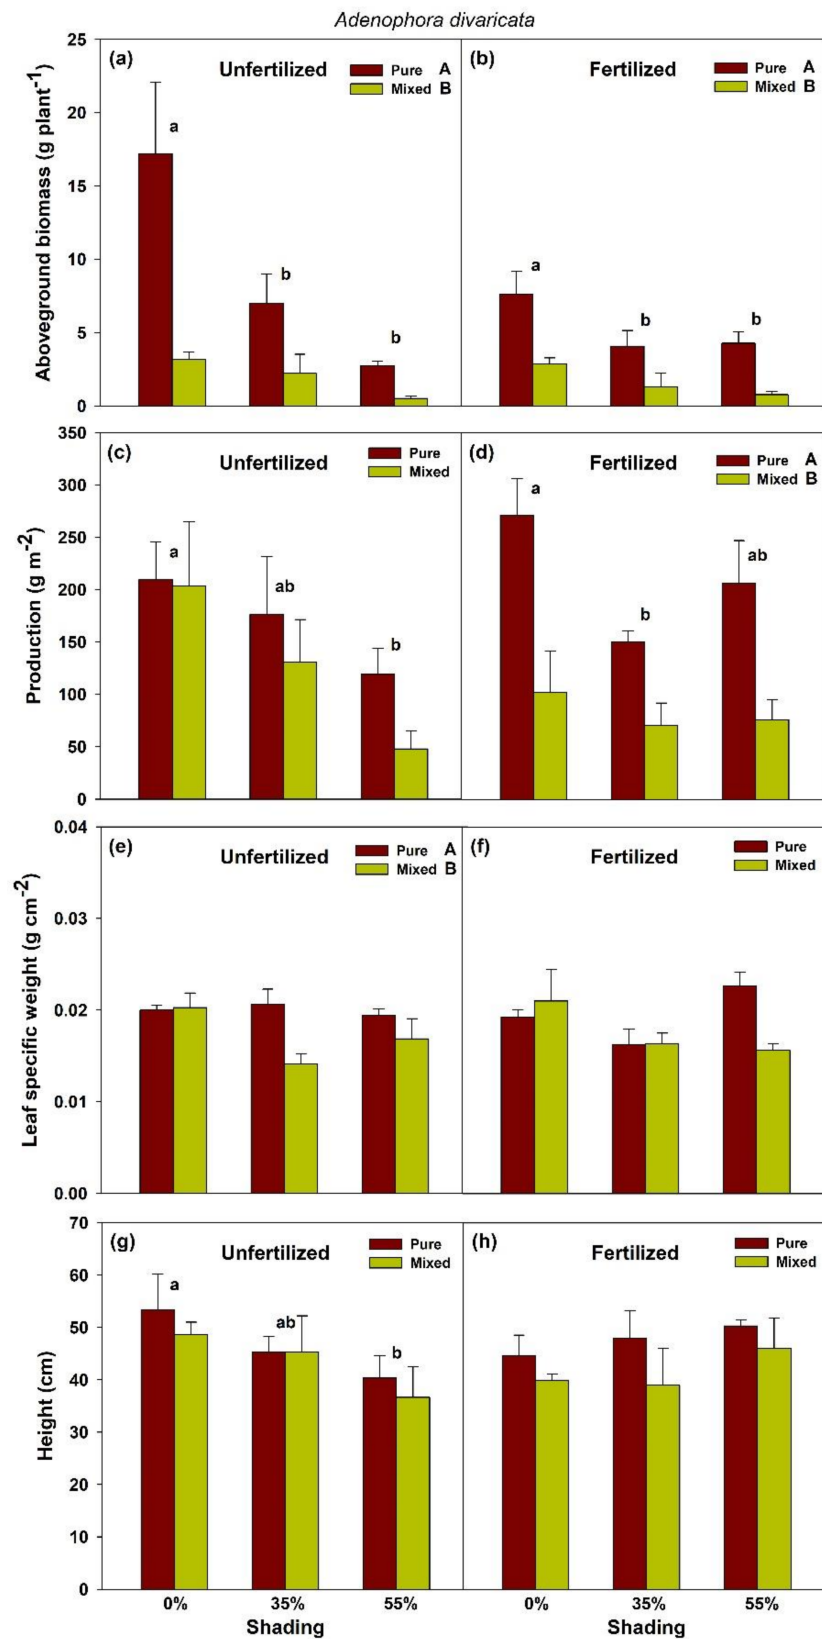 Adenophora divaricata
(a) Unfertilized
Pure A
Mixed B
(b) Fertilized
Pure A
Mixed B
Aboveground biomass (g plant⁻¹)
25
20
15
10
5
0
a
b
b
a
b
b
(c) Unfertilized
Pure
Mixed
(d) Fertilized
Pure A
Mixed B
Production (g m⁻²)
350
300
250
200
150
100
50
0
a
ab
b
a
b
ab
(e) Unfertilized
Pure A
Mixed B
(f) Fertilized
Pure
Mixed
Leaf specific weight (g cm⁻²)
0.04
0.03
0.02
0.01
0.00
(g) Unfertilized
Pure
Mixed
(h) Fertilized
Pure
Mixed
Height (cm)
70
60
50
40
30
20
10
0
a
ab
b
0% 35% 55%
Shading
0% 35% 55%
Shading